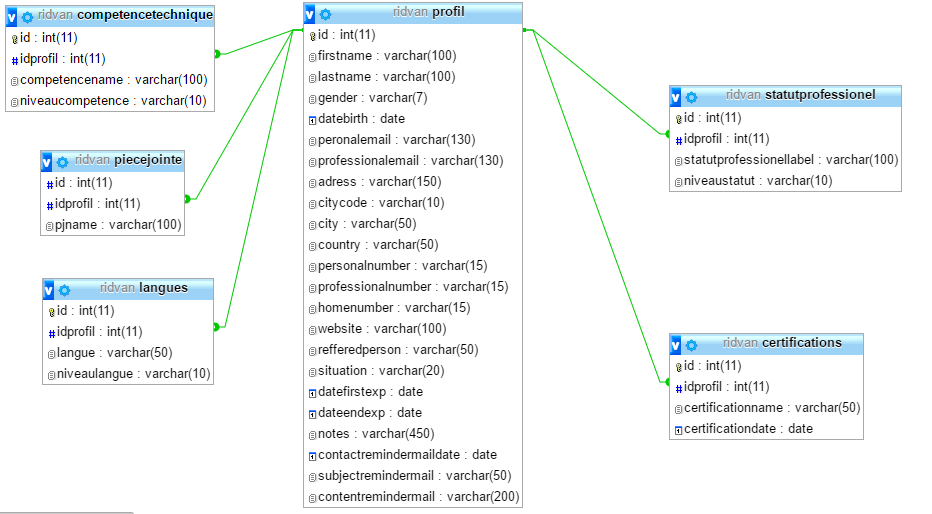 ridvan competencetechnique
id : int(11)
idprofil : int(11)
competencename : varchar(100)
niveaucompetence : varchar(10)
ridvan piecejointe
id : int(11)
idprofil : int(11)
pjname : varchar(100)
ridvan langues
id : int(11)
idprofil : int(11)
langue : varchar(50)
niveaulangue : varchar(10)
ridvan profil
id : int(11)
firstname : varchar(100)
lastname : varchar(100)
gender : varchar(7)
datebirth : date
peronalemail : varchar(130)
professionalemail : varchar(130)
adress : varchar(150)
citycode : varchar(10)
city : varchar(50)
country : varchar(50)
personalnumber : varchar(15)
professionalnumber : varchar(15)
homenumber : varchar(15)
website : varchar(100)
refferedperson : varchar(50)
situation : varchar(20)
datefirstexp : date
dateendexp : date
notes : varchar(450)
contactremindermaildate : date
subjectremindermail : varchar(50)
contentremindermail : varchar(200)
ridvan statutprofessionel
id : int(11)
idprofil : int(11)
statutprofessionellabel : varchar(100)
niveaustatut : varchar(10)
ridvan certifications
id : int(11)
idprofil : int(11)
certificationname : varchar(50)
certificationdate : date